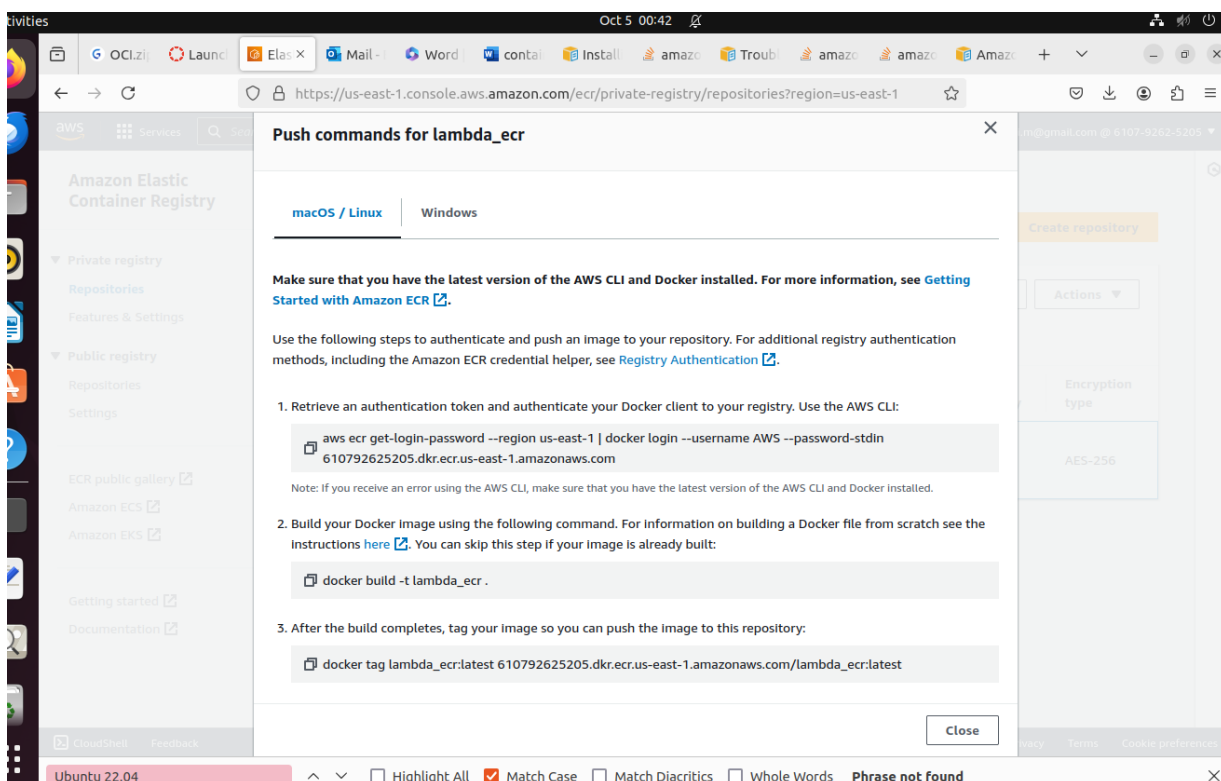 tivities
Oct 5 00:42
OCI.zi
Launc
Elas
Mail -
Word
contai
Install
amazo
Troub
amazo
amazo
Amazo
https://us-east-1.console.aws.amazon.com/ecr/private-registry/repositories?region=us-east-1
aws
Services
Sea
m@gmail.com @ 6107-9262-5205
Push commands for lambda_ecr
Amazon Elastic
Container Registry
macOS / Linux
Windows
Create repository
Private registry
Make sure that you have the latest version of the AWS CLI and Docker installed. For more information, see Getting
Repositories
Actions
Started with Amazon ECR.
Features & Settings
Use the following steps to authenticate and push an image to your repository. For additional registry authentication
Public registry
methods, including the Amazon ECR credential helper, see Registry Authentication.
Repositories
Encryption
type
Settings
1. Retrieve an authentication token and authenticate your Docker client to your registry. Use the AWS CLI:
aws ecr get-login-password --region us-east-1 | docker login --username AWS --password-stdin
610792625205.dkr.ecr.us-east-1.amazonaws.com
AES-256
ECR public gallery
Note: If you receive an error using the AWS CLI, make sure that you have the latest version of the AWS CLI and Docker installed.
Amazon ECS
2. Build your Docker image using the following command. For information on building a Docker file from scratch see the
Amazon EKS
instructions here. You can skip this step if your image is already built:
docker build -t lambda_ecr .
Getting started
Documentation
3. After the build completes, tag your image so you can push the image to this repository:
docker tag lambda_ecr:latest 610792625205.dkr.ecr.us-east-1.amazonaws.com/lambda_ecr:latest
Close
CloudShell
Feedback
ivacy
Terms
Cookie preferences
Ubuntu 22.04
Highlight All
Match Case
Match Diacritics
Whole Words
Phrase not found